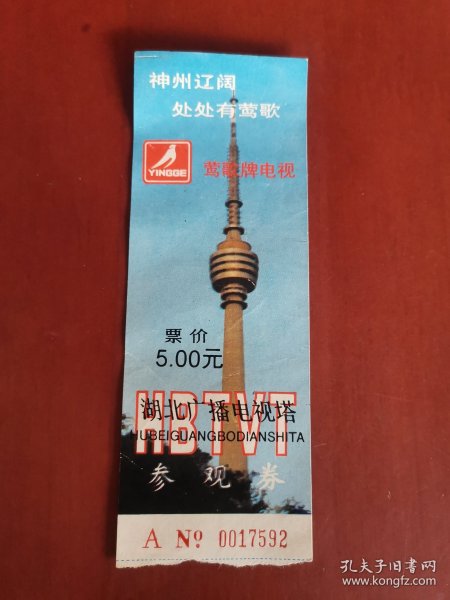 神州辽阔
处处有莺歌
YINGGE
莺歌牌电视
票价
5.00元
HBTVT
湖北广播电视塔
HUBEIGUANGBODIANSHITA
参观券
A Nº 0017592
孔夫子旧书网
www.kongfz.com